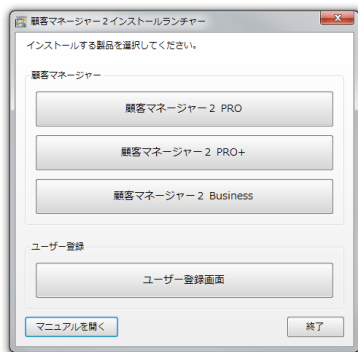 顧客マネージャー2インストールランチャー
インストールする製品を選択してください。
顧客マネージャー
顧客マネージャー2 PRO
顧客マネージャー2 PRO+
顧客マネージャー2 Business
ユーザー登録
ユーザー登録画面
マニュアルを開く
終了